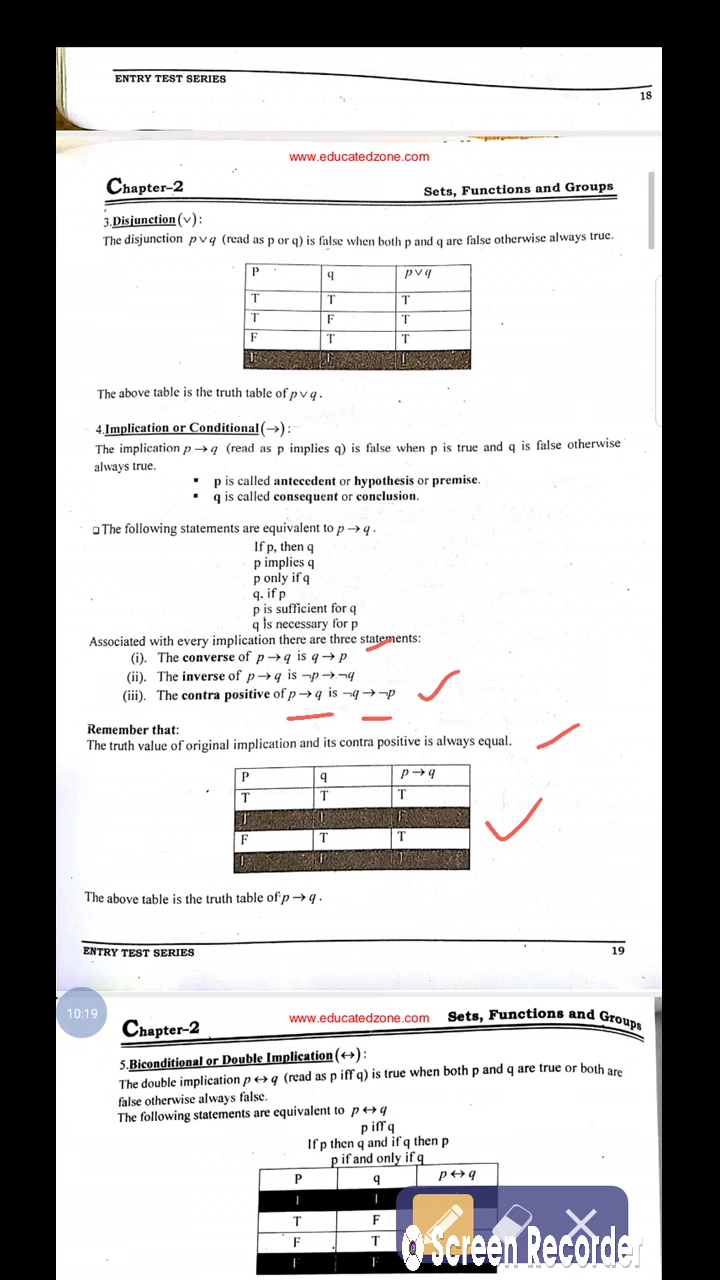 ENTRY TEST SERIES
18
www.educatedzone.com
Chapter-2 Sets, Functions and Groups
3.Disjunction(∨):
The disjunction p∨q (read as p or q) is false when both p and q are false otherwise always true.
P q p∨q
T T T
T F T
F T T
The above table is the truth table of p∨q.
4.Implication or Conditional(→):
The implication p→q (read as p implies q) is false when p is true and q is false otherwise
always true.
▪ p is called antecedent or hypothesis or premise.
▪ q is called consequent or conclusion.
❑The following statements are equivalent to p→q.
If p, then q
p implies q
p only if q
q, if p
p is sufficient for q
q is necessary for p
Associated with every implication there are three statements:
(i). The converse of p→q is q→p
(ii). The inverse of p→q is ¬p→¬q
(iii). The contra positive of p→q is ¬q→¬p
Remember that:
The truth value of original implication and its contra positive is always equal.
P q p→q
T T T
F T T
The above table is the truth table of p→q.
ENTRY TEST SERIES 19
10:19
www.educatedzone.com
Chapter-2 Sets, Functions and Groups
5.Biconditional or Double Implication(↔):
The double implication p↔q (read as p iff q) is true when both p and q are true or both are
false otherwise always false.
The following statements are equivalent to p↔q
p iff q
If p then q and if q then p
p if and only if q
P q p↔q
T F
F T
F F
Screen Recorder